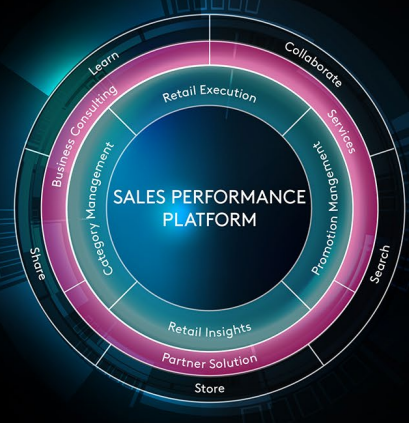 Learn
Collaborate
Business Consulting
Services
Retail Execution
Category Management
Promotion Mangement
SALES PERFORMANCE
PLATFORM
Share
Search
Retail Insights
Partner Solution
Store